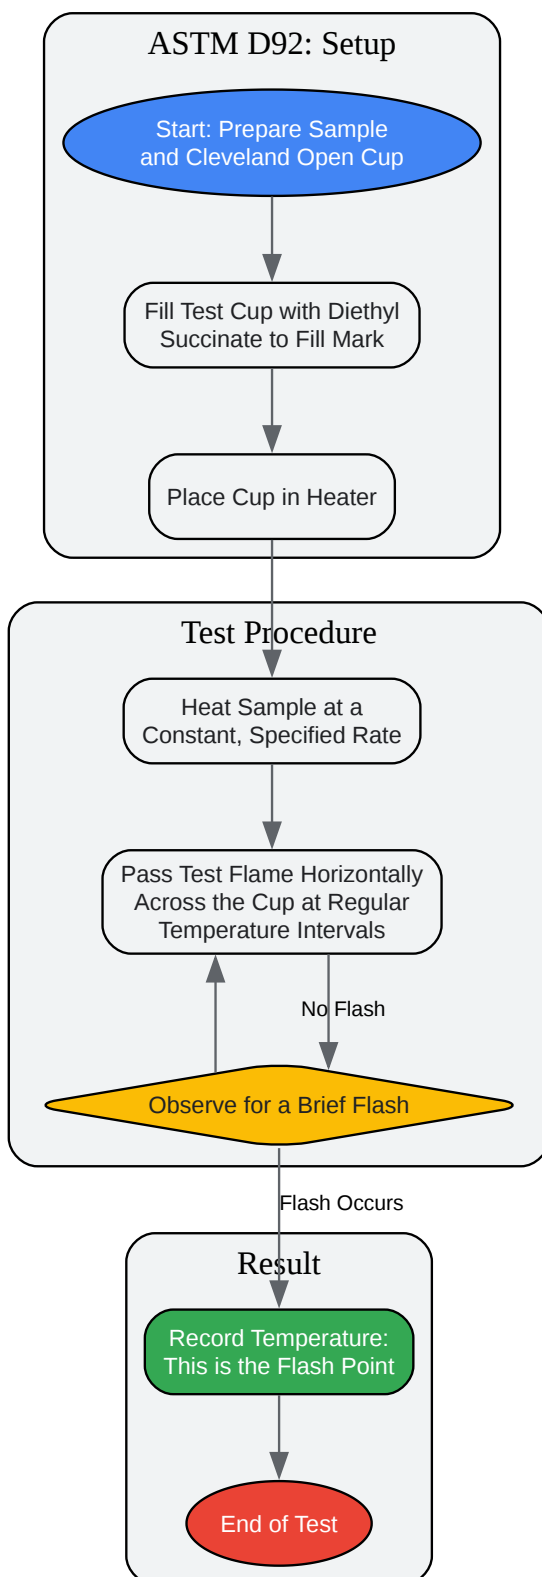 ASTM D92: Setup
Start: Prepare Sample
and Cleveland Open Cup
Fill Test Cup with Diethyl
Succinate to Fill Mark
Place Cup in Heater
Test Procedure
Heat Sample at a
Constant, Specified Rate
Pass Test Flame Horizontally
Across the Cup at Regular
Temperature Intervals
No Flash
Observe for a Brief Flash
Flash Occurs
Result
Record Temperature:
This is the Flash Point
End of Test